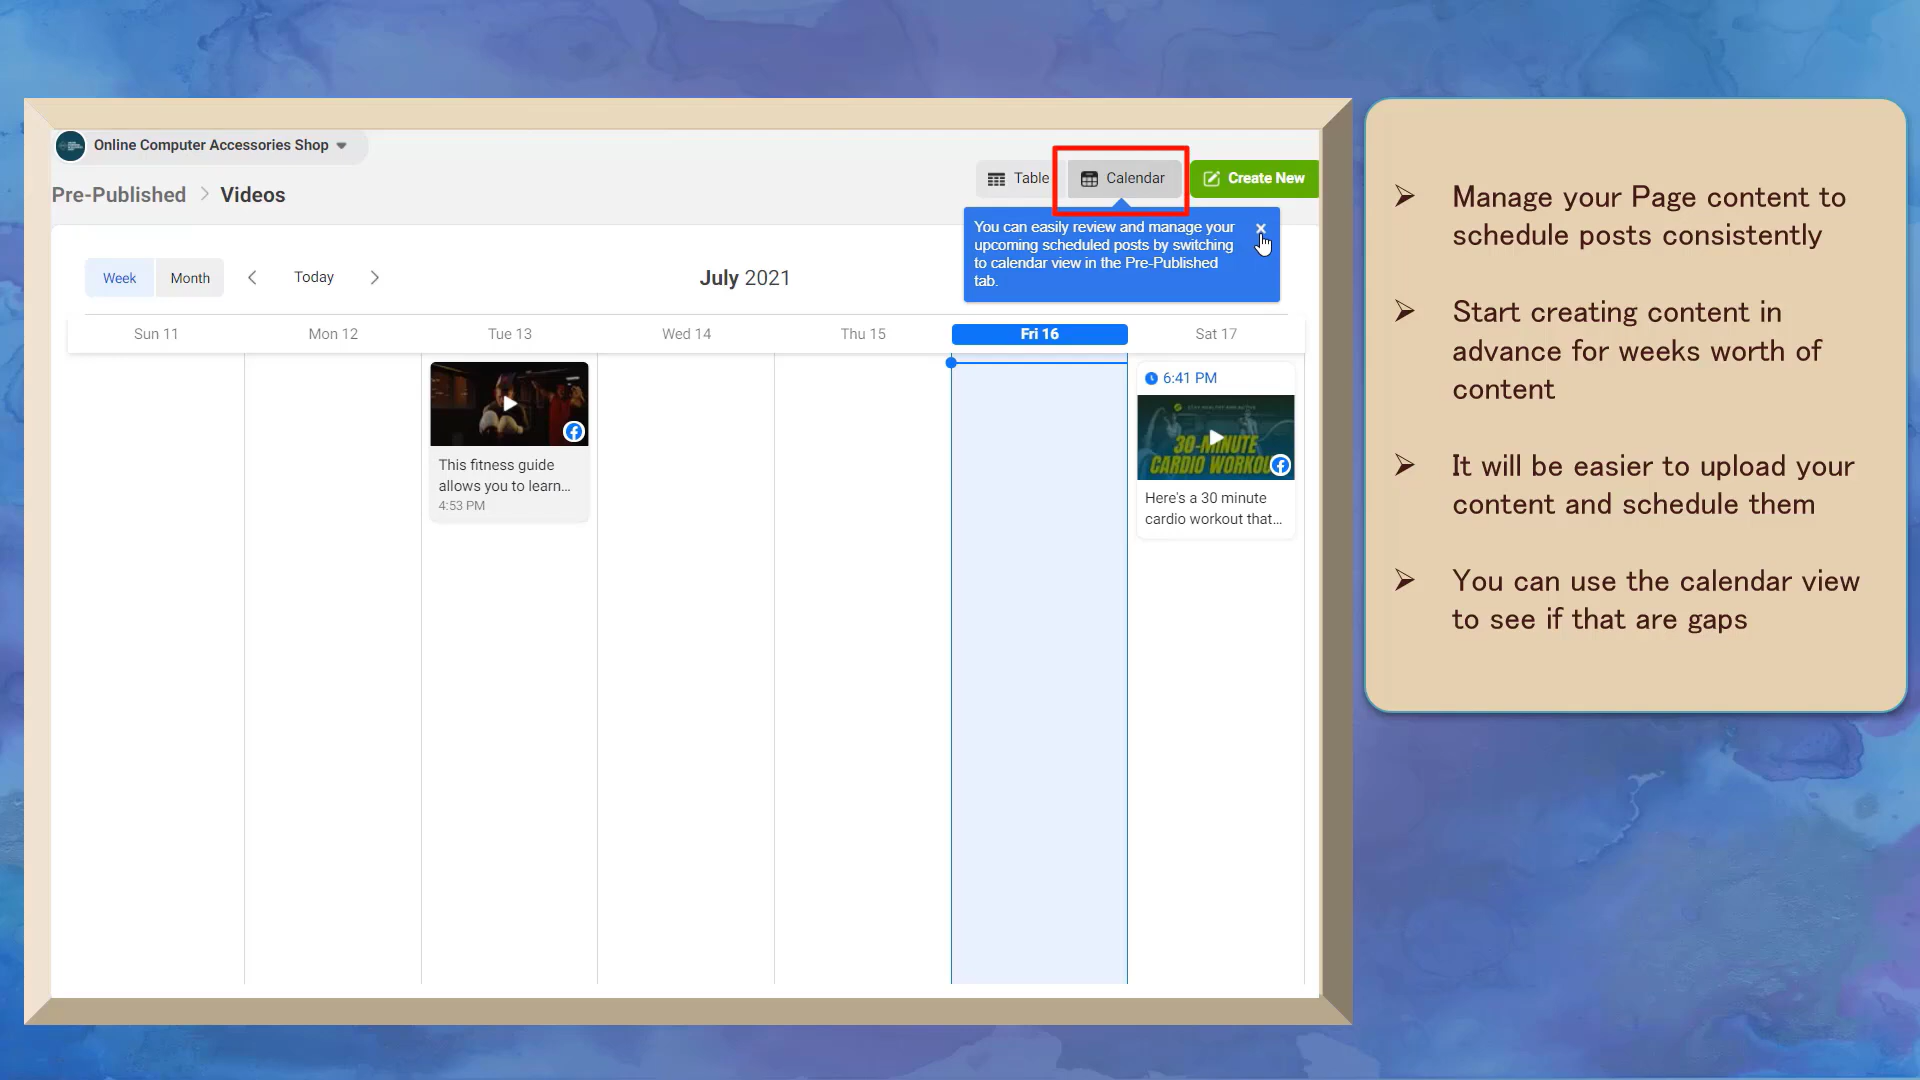 Online Computer Accessories Shop
Pre-Published > Videos
Table
Calendar
Create New
You can easily review and manage your
upcoming scheduled posts by switching
to calendar view in the Pre-Published
tab.
Week
Month
Today
July 2021
Sun 11
Mon 12
Tue 13
Wed 14
Thu 15
Fri 16
Sat 17
This fitness guide
allows you to learn...
4:53 PM
6:41 PM
30-MINUTE
CARDIO WORKOU
Here's a 30 minute
cardio workout that...
Manage your Page content to
schedule posts consistently
Start creating content in
advance for weeks worth of
content
It will be easier to upload your
content and schedule them
You can use the calendar view
to see if that are gaps